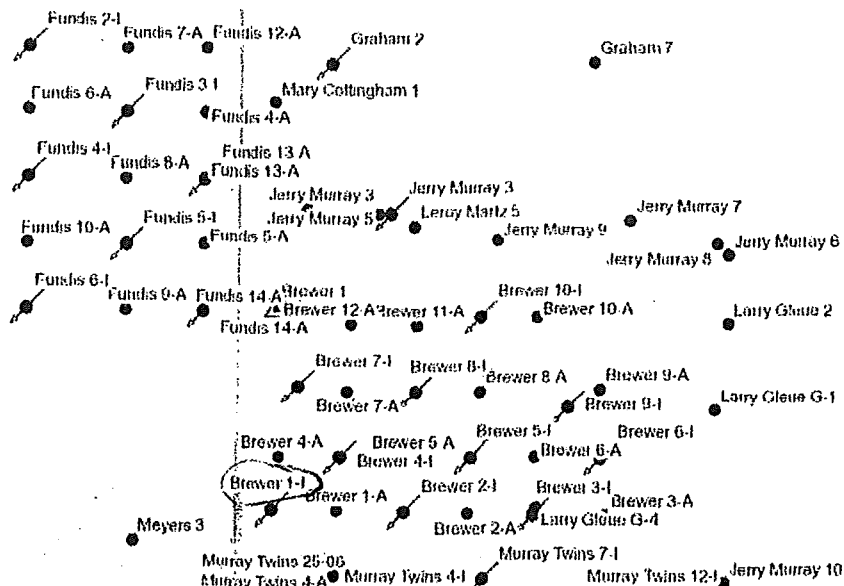 Fundis 2-I
Fundis 7-A
Fundis 12-A
Graham 2
Graham 7
Fundis 6-A
Fundis 3-I
Mary Cottingham 1
Fundis 4-A
Fundis 4-I
Fundis 8-A
Fundis 13-A
Fundis 13-A
Jerry Murray 3
Jerry Murray 3
Jerry Murray 5
Leroy Martz 5
Jerry Murray 9
Jerry Murray 7
Jerry Murray 8
Jerry Murray 6
Fundis 10-A
Fundis 5-I
Fundis 5-A
Fundis 6-I
Fundis 9-A
Fundis 14-A
Fundis 14-A
Brewer 1
Brewer 12-A
Brewer 11-A
Brewer 10-I
Brewer 10-A
Larry Gleue 2
Brewer 7-I
Brewer 7-A
Brewer 8-I
Brewer 8-A
Brewer 9-A
Brewer 9-I
Larry Gleue G-1
Brewer 4-A
Brewer 5-A
Brewer 4-I
Brewer 5-I
Brewer 6-A
Brewer 6-I
Brewer 1-I
Brewer 1-A
Brewer 2-I
Brewer 2-A
Brewer 3-I
Brewer 3-A
Larry Gleue G-4
Meyers 3
Murray Twins 25-06
Murray Twins 4-A
Murray Twins 4-I
Murray Twins 7-I
Murray Twins 12-I
Jerry Murray 10